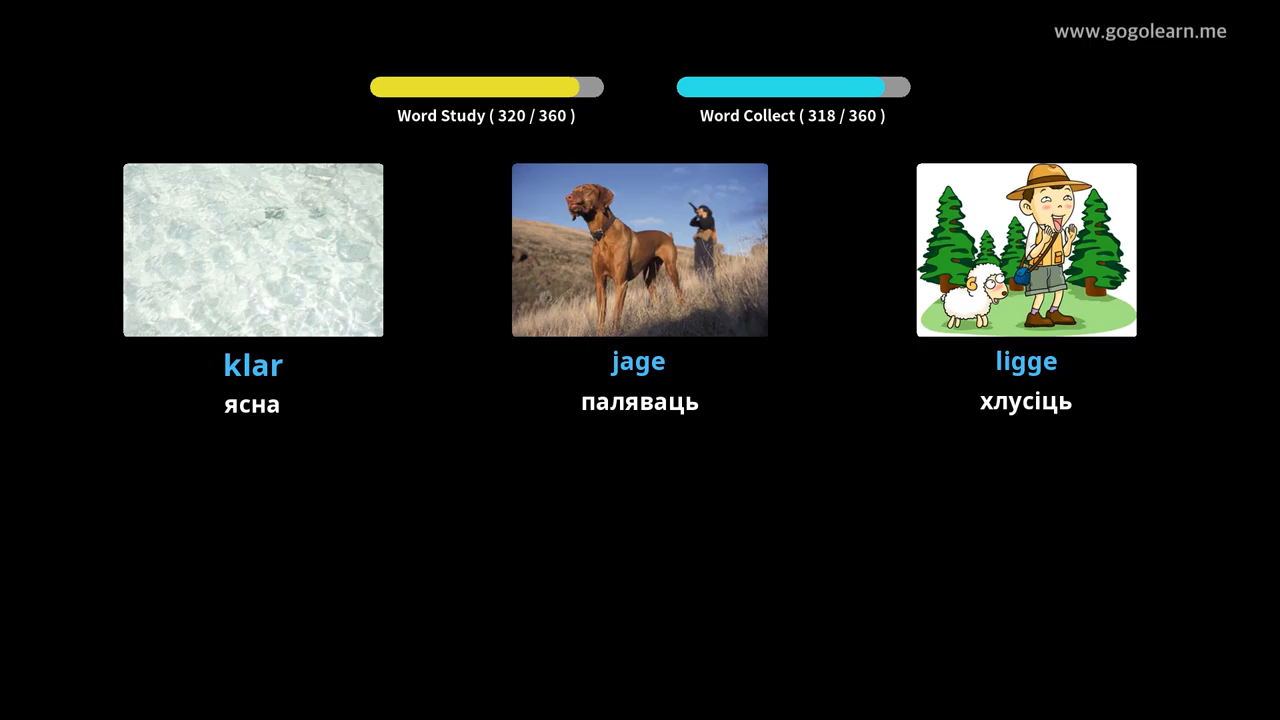 www.gogolearn.me
Word Study ( 320 / 360 )
Word Collect ( 318 / 360 )
klar
jage
ligge
ясна
паляваць
хлусіць